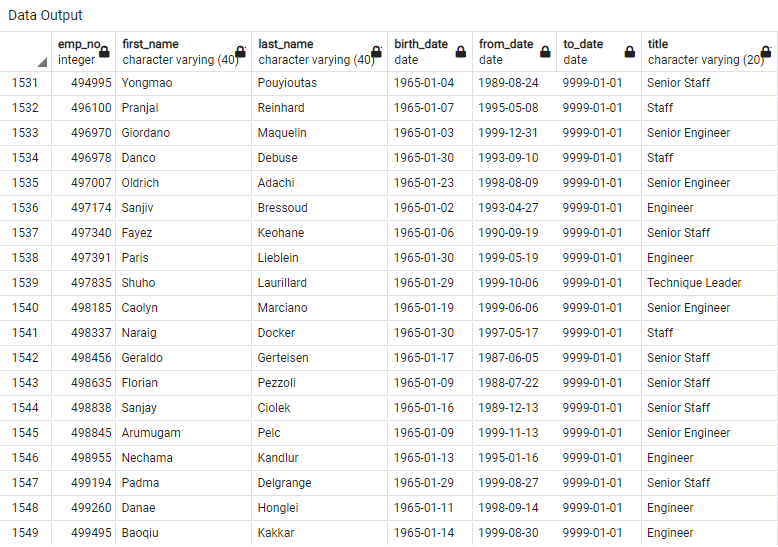 Data Output
emp_no first_name last_name birth_date from_date to_date title
integer character varying (40) character varying (40) date date date character varying (20)
1531 494995 Yongmao Pouyioutas 1965-01-04 1989-08-24 9999-01-01 Senior Staff
1532 496100 Pranjal Reinhard 1965-01-07 1995-05-08 9999-01-01 Staff
1533 496970 Giordano Maquelin 1965-01-03 1999-12-31 9999-01-01 Senior Engineer
1534 496978 Danco Debuse 1965-01-30 1993-09-10 9999-01-01 Staff
1535 497007 Oldrich Adachi 1965-01-23 1998-08-09 9999-01-01 Senior Engineer
1536 497174 Sanjiv Bressoud 1965-01-02 1993-04-27 9999-01-01 Engineer
1537 497340 Fayez Keohane 1965-01-06 1990-09-19 9999-01-01 Senior Staff
1538 497391 Paris Lieblein 1965-01-30 1999-05-19 9999-01-01 Engineer
1539 497835 Shuho Laurillard 1965-01-29 1999-10-06 9999-01-01 Technique Leader
1540 498185 Caolyn Marciano 1965-01-19 1999-06-06 9999-01-01 Senior Engineer
1541 498337 Naraig Docker 1965-01-30 1997-05-17 9999-01-01 Staff
1542 498456 Geraldo Gerteisen 1965-01-17 1987-06-05 9999-01-01 Senior Staff
1543 498635 Florian Pezzoli 1965-01-09 1988-07-22 9999-01-01 Senior Staff
1544 498838 Sanjay Ciolek 1965-01-16 1989-12-13 9999-01-01 Senior Staff
1545 498845 Arumugam Pelc 1965-01-09 1999-11-13 9999-01-01 Senior Engineer
1546 498955 Nechama Kandlur 1965-01-13 1995-01-16 9999-01-01 Engineer
1547 499194 Padma Delgrange 1965-01-29 1999-08-27 9999-01-01 Senior Staff
1548 499260 Danae Honglei 1965-01-11 1998-09-14 9999-01-01 Engineer
1549 499495 Baoqiu Kakkar 1965-01-14 1999-08-30 9999-01-01 Engineer